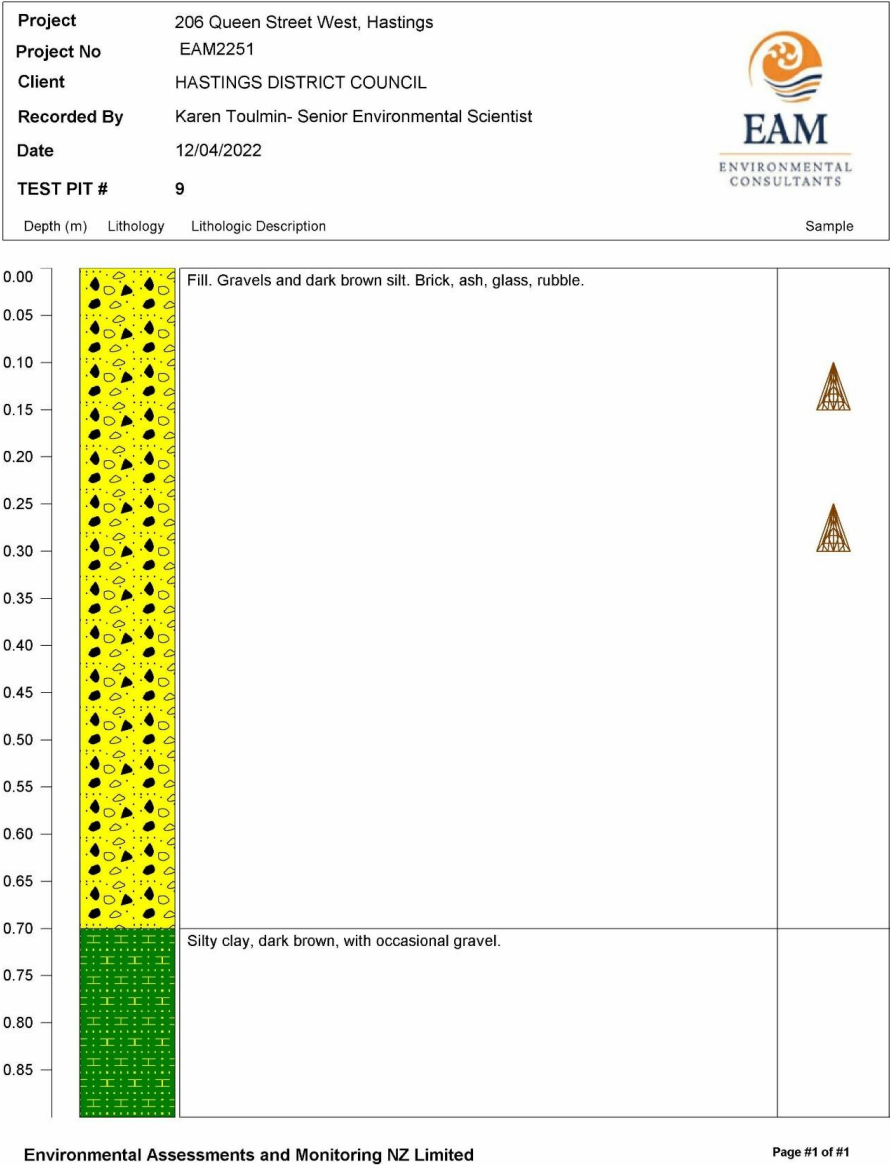 Project 206 Queen Street West, Hastings
Project No EAM2251
Client HASTINGS DISTRICT COUNCIL
Recorded By Karen Toulmin- Senior Environmental Scientist
Date 12/04/2022
TEST PIT # 9
EAM
ENVIRONMENTAL
CONSULTANTS
Depth (m) Lithology Lithologic Description Sample
0.00 Fill. Gravels and dark brown silt. Brick, ash, glass, rubble.
0.05
0.10
0.15
0.20
0.25
0.30
0.35
0.40
0.45
0.50
0.55
0.60
0.65
0.70
Silty clay, dark brown, with occasional gravel.
0.75
0.80
0.85
Environmental Assessments and Monitoring NZ Limited Page #1 of #1